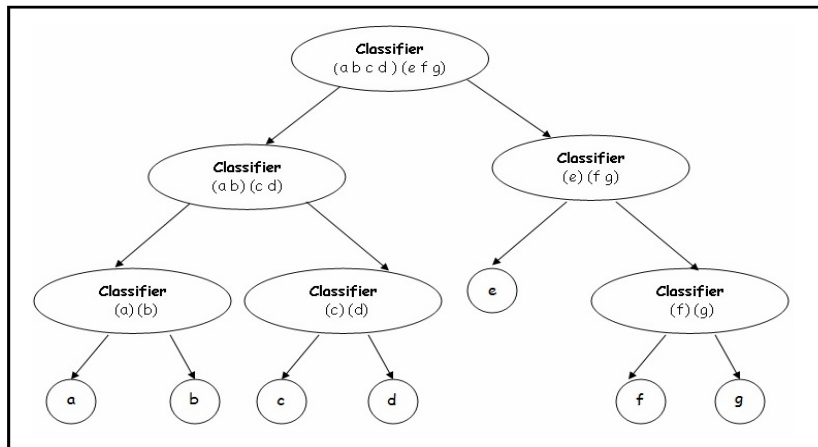 Classifier
(a b c d ) (e f g)
Classifier
(a b) (c d)
Classifier
(e) (f g)
Classifier
(a) (b)
Classifier
(c) (d)
e
Classifier
(f) (g)
a
b
c
d
f
g